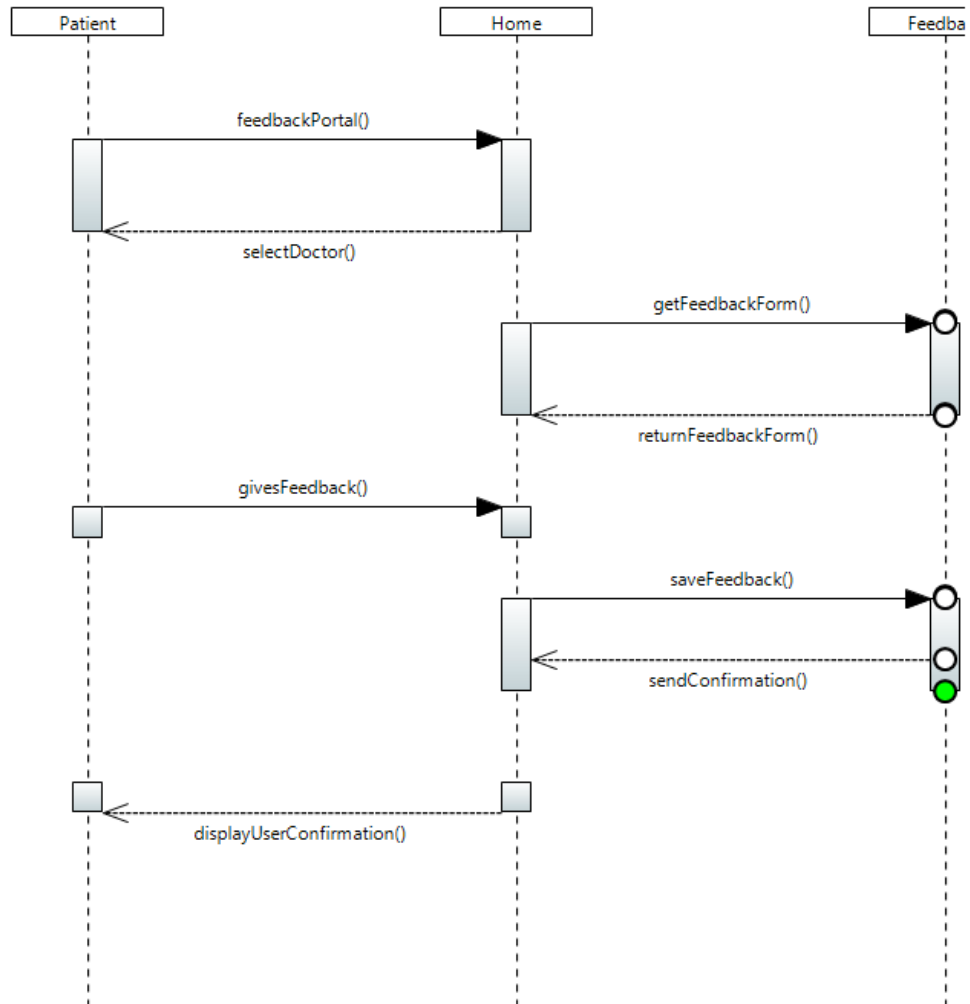 Patient
Home
Feedba
feedbackPortal()
selectDoctor()
getFeedbackForm()
returnFeedbackForm()
givesFeedback()
saveFeedback()
sendConfirmation()
displayUserConfirmation()